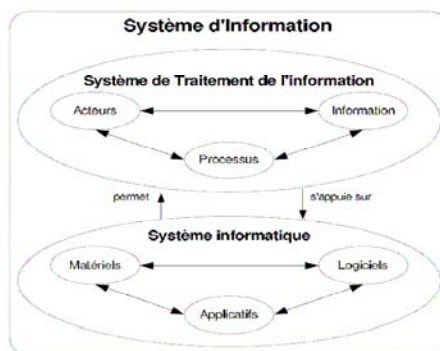 Système d'Information
Système de Traitement de l'information
Acteurs
Information
Processus
permet
s'appuie sur
Système informatique
Matériels
Logiciels
Applicatifs